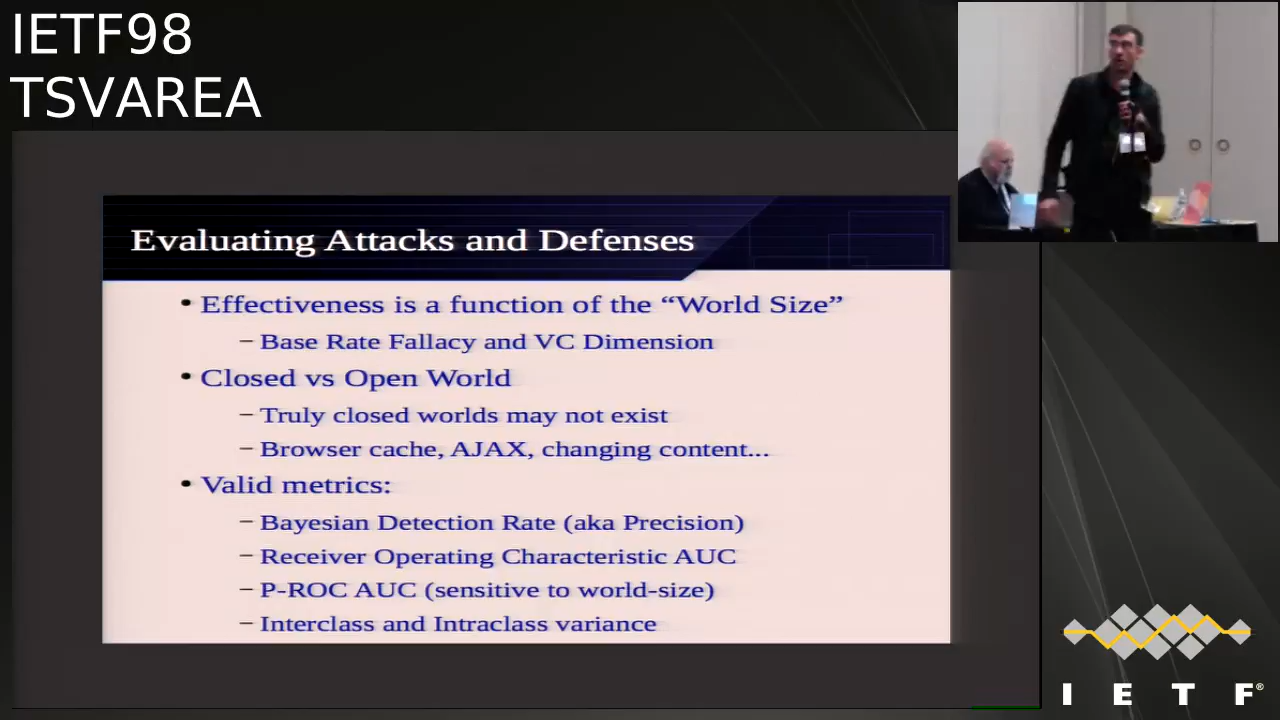 IETF98
TSVAREA
Evaluating Attacks and Defenses
• Effectiveness is a function of the “World Size”
– Base Rate Fallacy and VC Dimension
• Closed vs Open World
– Truly closed worlds may not exist
– Browser cache, AJAX, changing content...
• Valid metrics:
– Bayesian Detection Rate (aka Precision)
– Receiver Operating Characteristic AUC
– P-ROC AUC (sensitive to world-size)
– Interclass and Intraclass variance
I E T F®